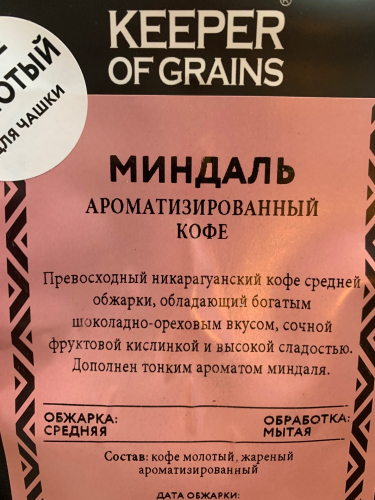 KEEPER®
OF GRAINS
ОТЫЙ
ДЛЯ ЧАШКИ
МИНДАЛЬ
АРОМАТИЗИРОВАННЫЙ
КОФЕ
Превосходный никарагуанский кофе средней
обжарки, обладающий богатым
шоколадно-ореховым вкусом, сочной
фруктовой кислинкой и высокой сладостью.
Дополнен тонким ароматом миндаля.
ОБЖАРКА:
СРЕДНЯЯ
ОБРАБОТКА:
МЫТАЯ
Состав: кофе молотый, жареный
ароматизированный
ДАТА ОБЖАРКИ: